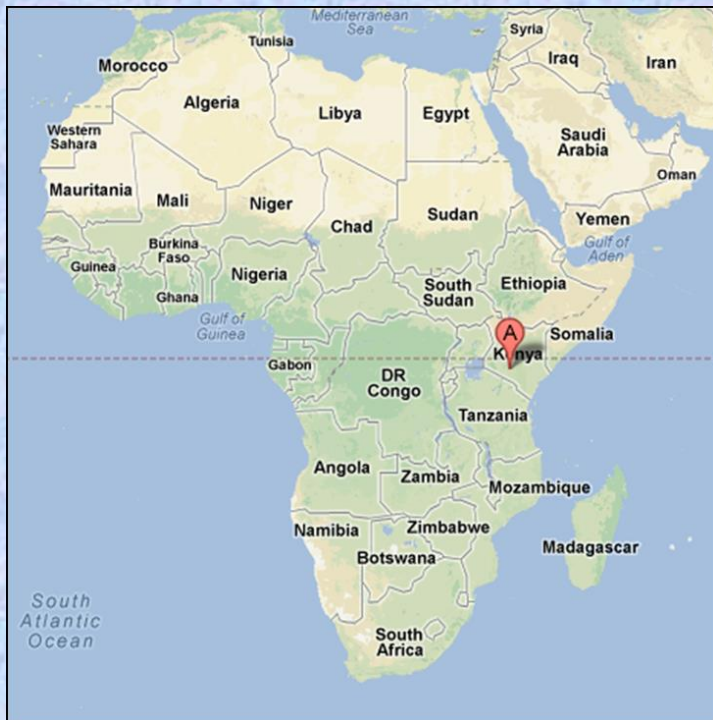 Mediterranean
Sea
Syria
Tunisia
Iraq
Iran
Morocco
Algeria
Libya
Egypt
Western
Sahara
Saudi
Arabia
Oman
Mauritania
Mali
Niger
Chad
Sudan
Yemen
Gulf of
Aden
Burkina
Faso
Guinea
Nigeria
Ghana
South
Sudan
Ethiopia
Gulf of
Guinea
A
Somalia
Kenya
Gabon
DR
Congo
Tanzania
Angola
Zambia
Mozambique
Namibia
Zimbabwe
Botswana
Madagascar
South
Atlantic
Ocean
South
Africa